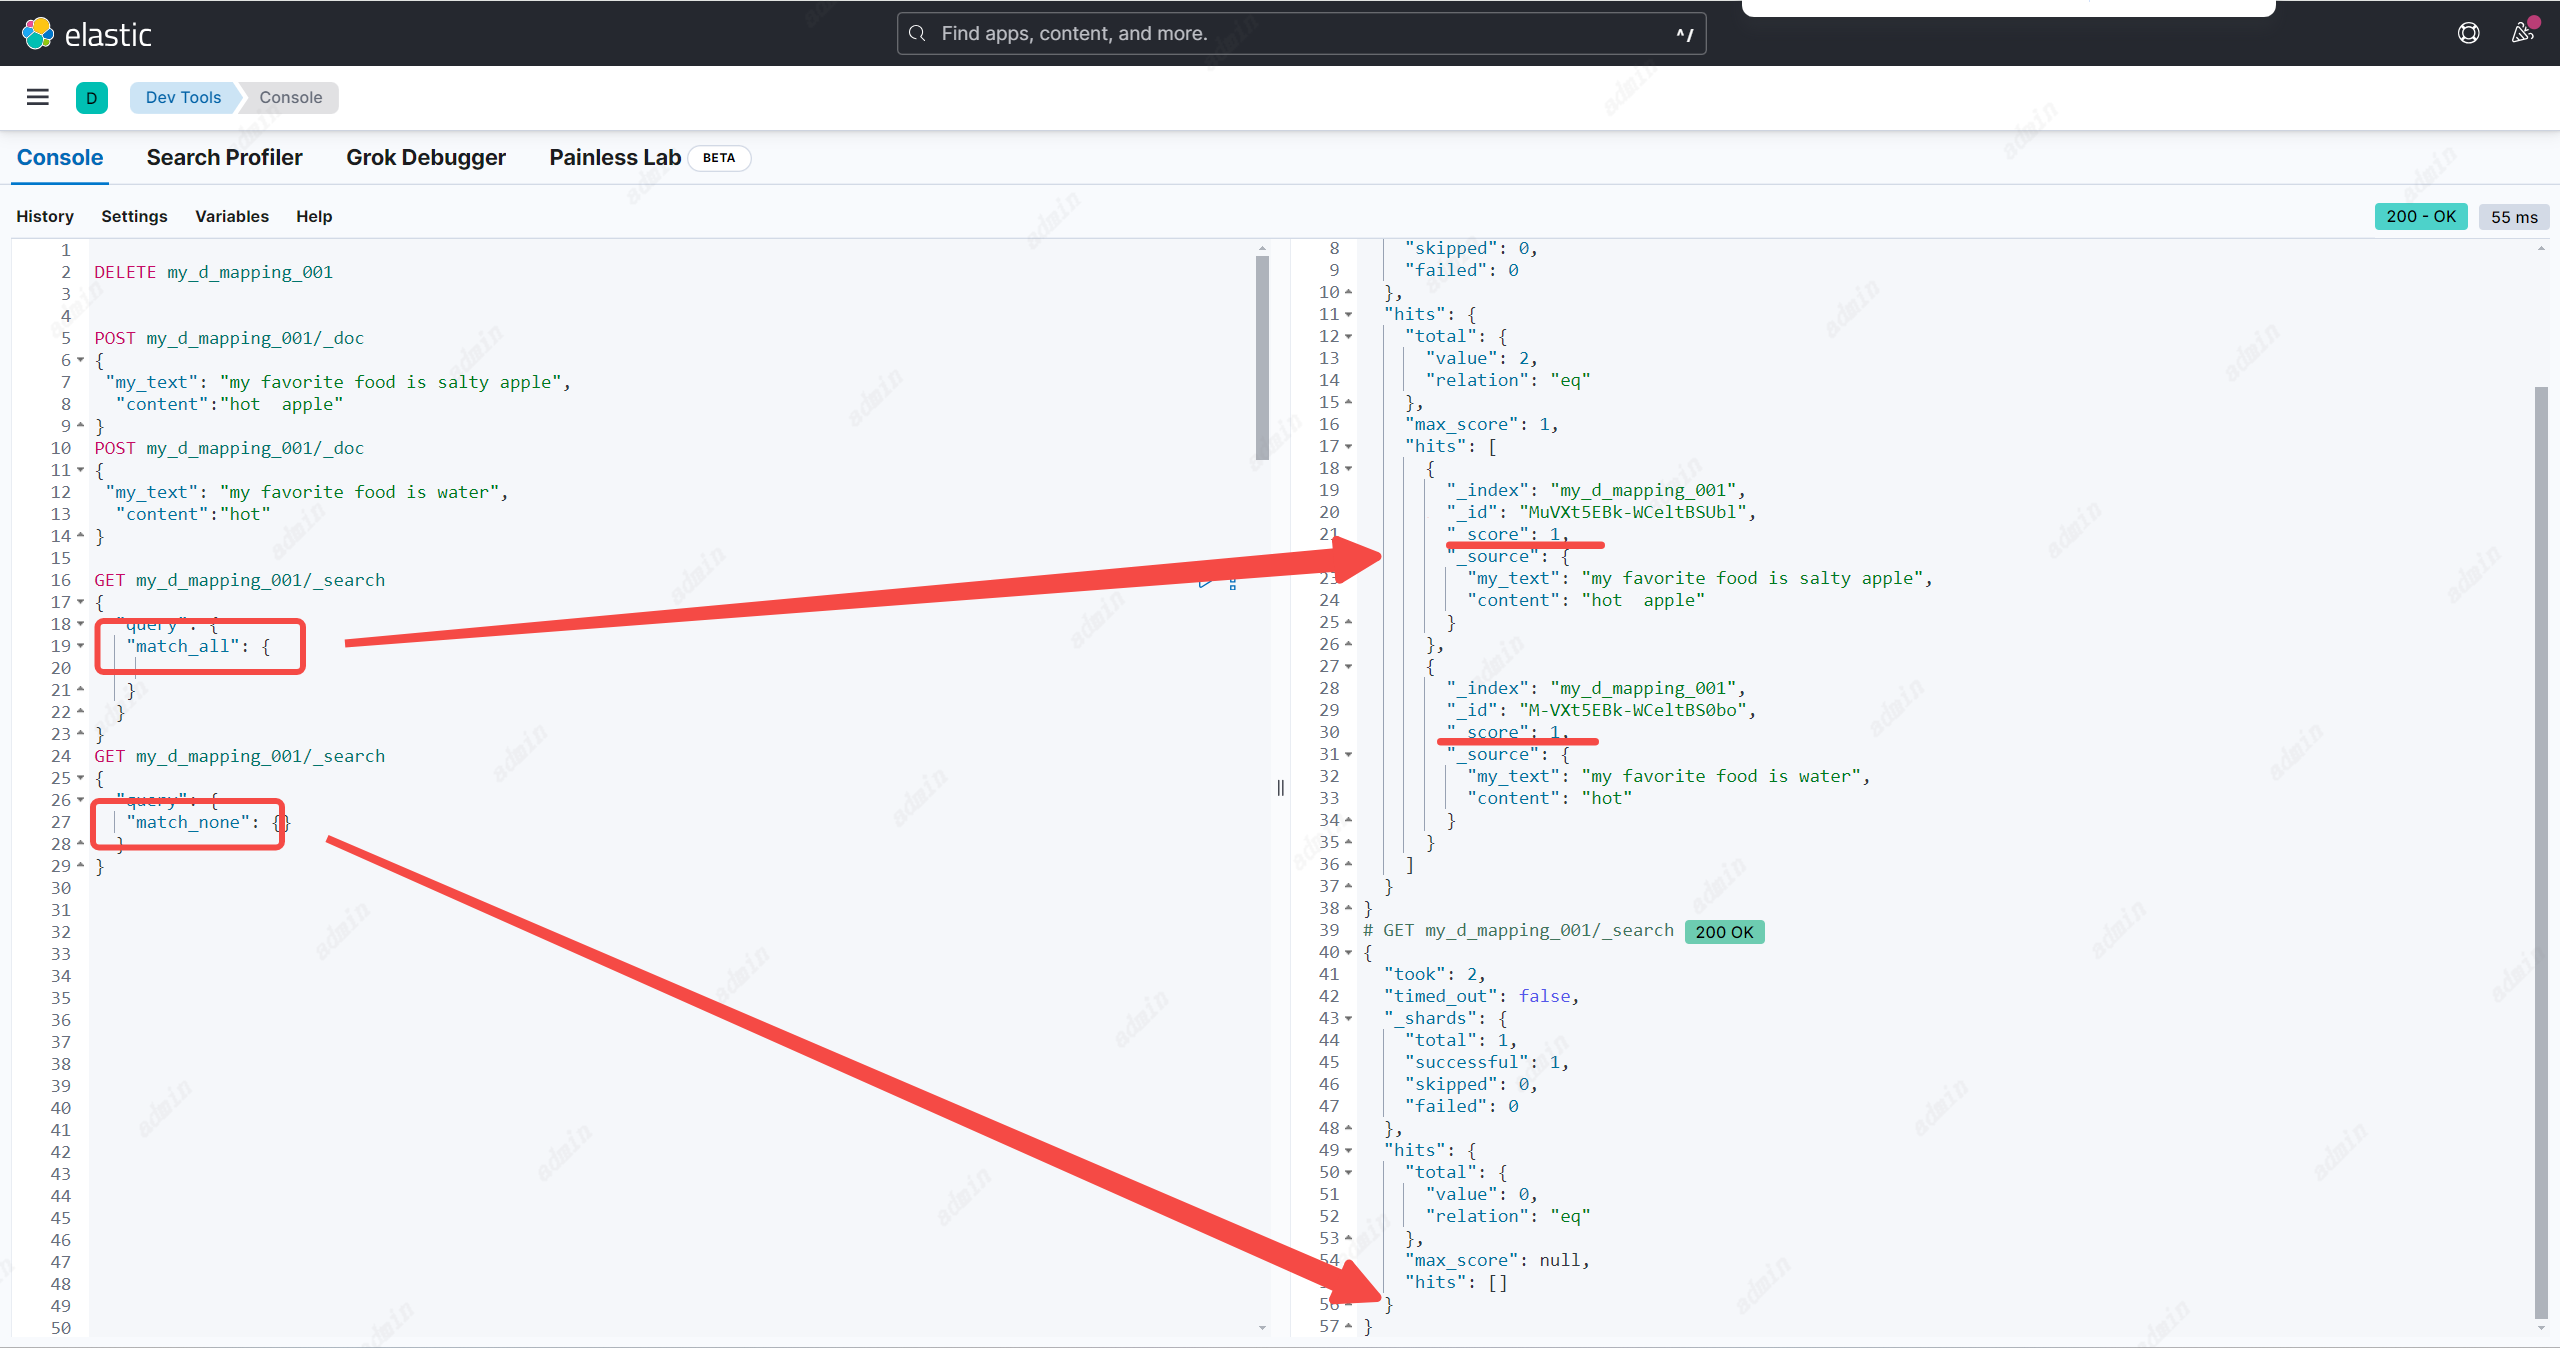 elastic
Find apps, content, and more.
^/
D
Dev Tools
Console
Console
Search Profiler
Grok Debugger
Painless Lab
BETA
History
Settings
Variables
Help
200 - OK
55 ms
1
2 DELETE my_d_mapping_001
3
4
5 POST my_d_mapping_001/_doc
6 {
7 "my_text": "my favorite food is salty apple",
8 "content":"hot  apple"
9 }
10 POST my_d_mapping_001/_doc
11 {
12 "my_text": "my favorite food is water",
13 "content":"hot"
14 }
15
16 GET my_d_mapping_001/_search
17 {
18 "query": {
19 "match_all": {
20
21 }
22 }
23 }
24 GET my_d_mapping_001/_search
25 {
26 "query": {
27 "match_none": {}
28 }
29 }
30
31
32
33
34
35
36
37
38
39
40
41
42
43
44
45
46
47
48
49
50
8 "skipped": 0,
9 "failed": 0
10 },
11 "hits": {
12 "total": {
13 "value": 2,
14 "relation": "eq"
15 },
16 "max_score": 1,
17 "hits": [
18 {
19 "_index": "my_d_mapping_001",
20 "_id": "MuVXt5EBk-WCeltBSUbl",
21 "_score": 1,
"_source": {
23 "my_text": "my favorite food is salty apple",
24 "content": "hot  apple"
25 }
26 },
27 {
28 "_index": "my_d_mapping_001",
29 "_id": "M-VXt5EBk-WCeltBS0bo",
30 "_score": 1,
31 "_source": {
32 "my_text": "my favorite food is water",
33 "content": "hot"
34 }
35 }
36 ]
37 }
38 }
39 # GET my_d_mapping_001/_search 200 OK
40 {
41 "took": 2,
42 "timed_out": false,
43 "_shards": {
44 "total": 1,
45 "successful": 1,
46 "skipped": 0,
47 "failed": 0
48 },
49 "hits": {
50 "total": {
51 "value": 0,
52 "relation": "eq"
53 },
54 "max_score": null,
"hits": []
56 }
57 }
admin